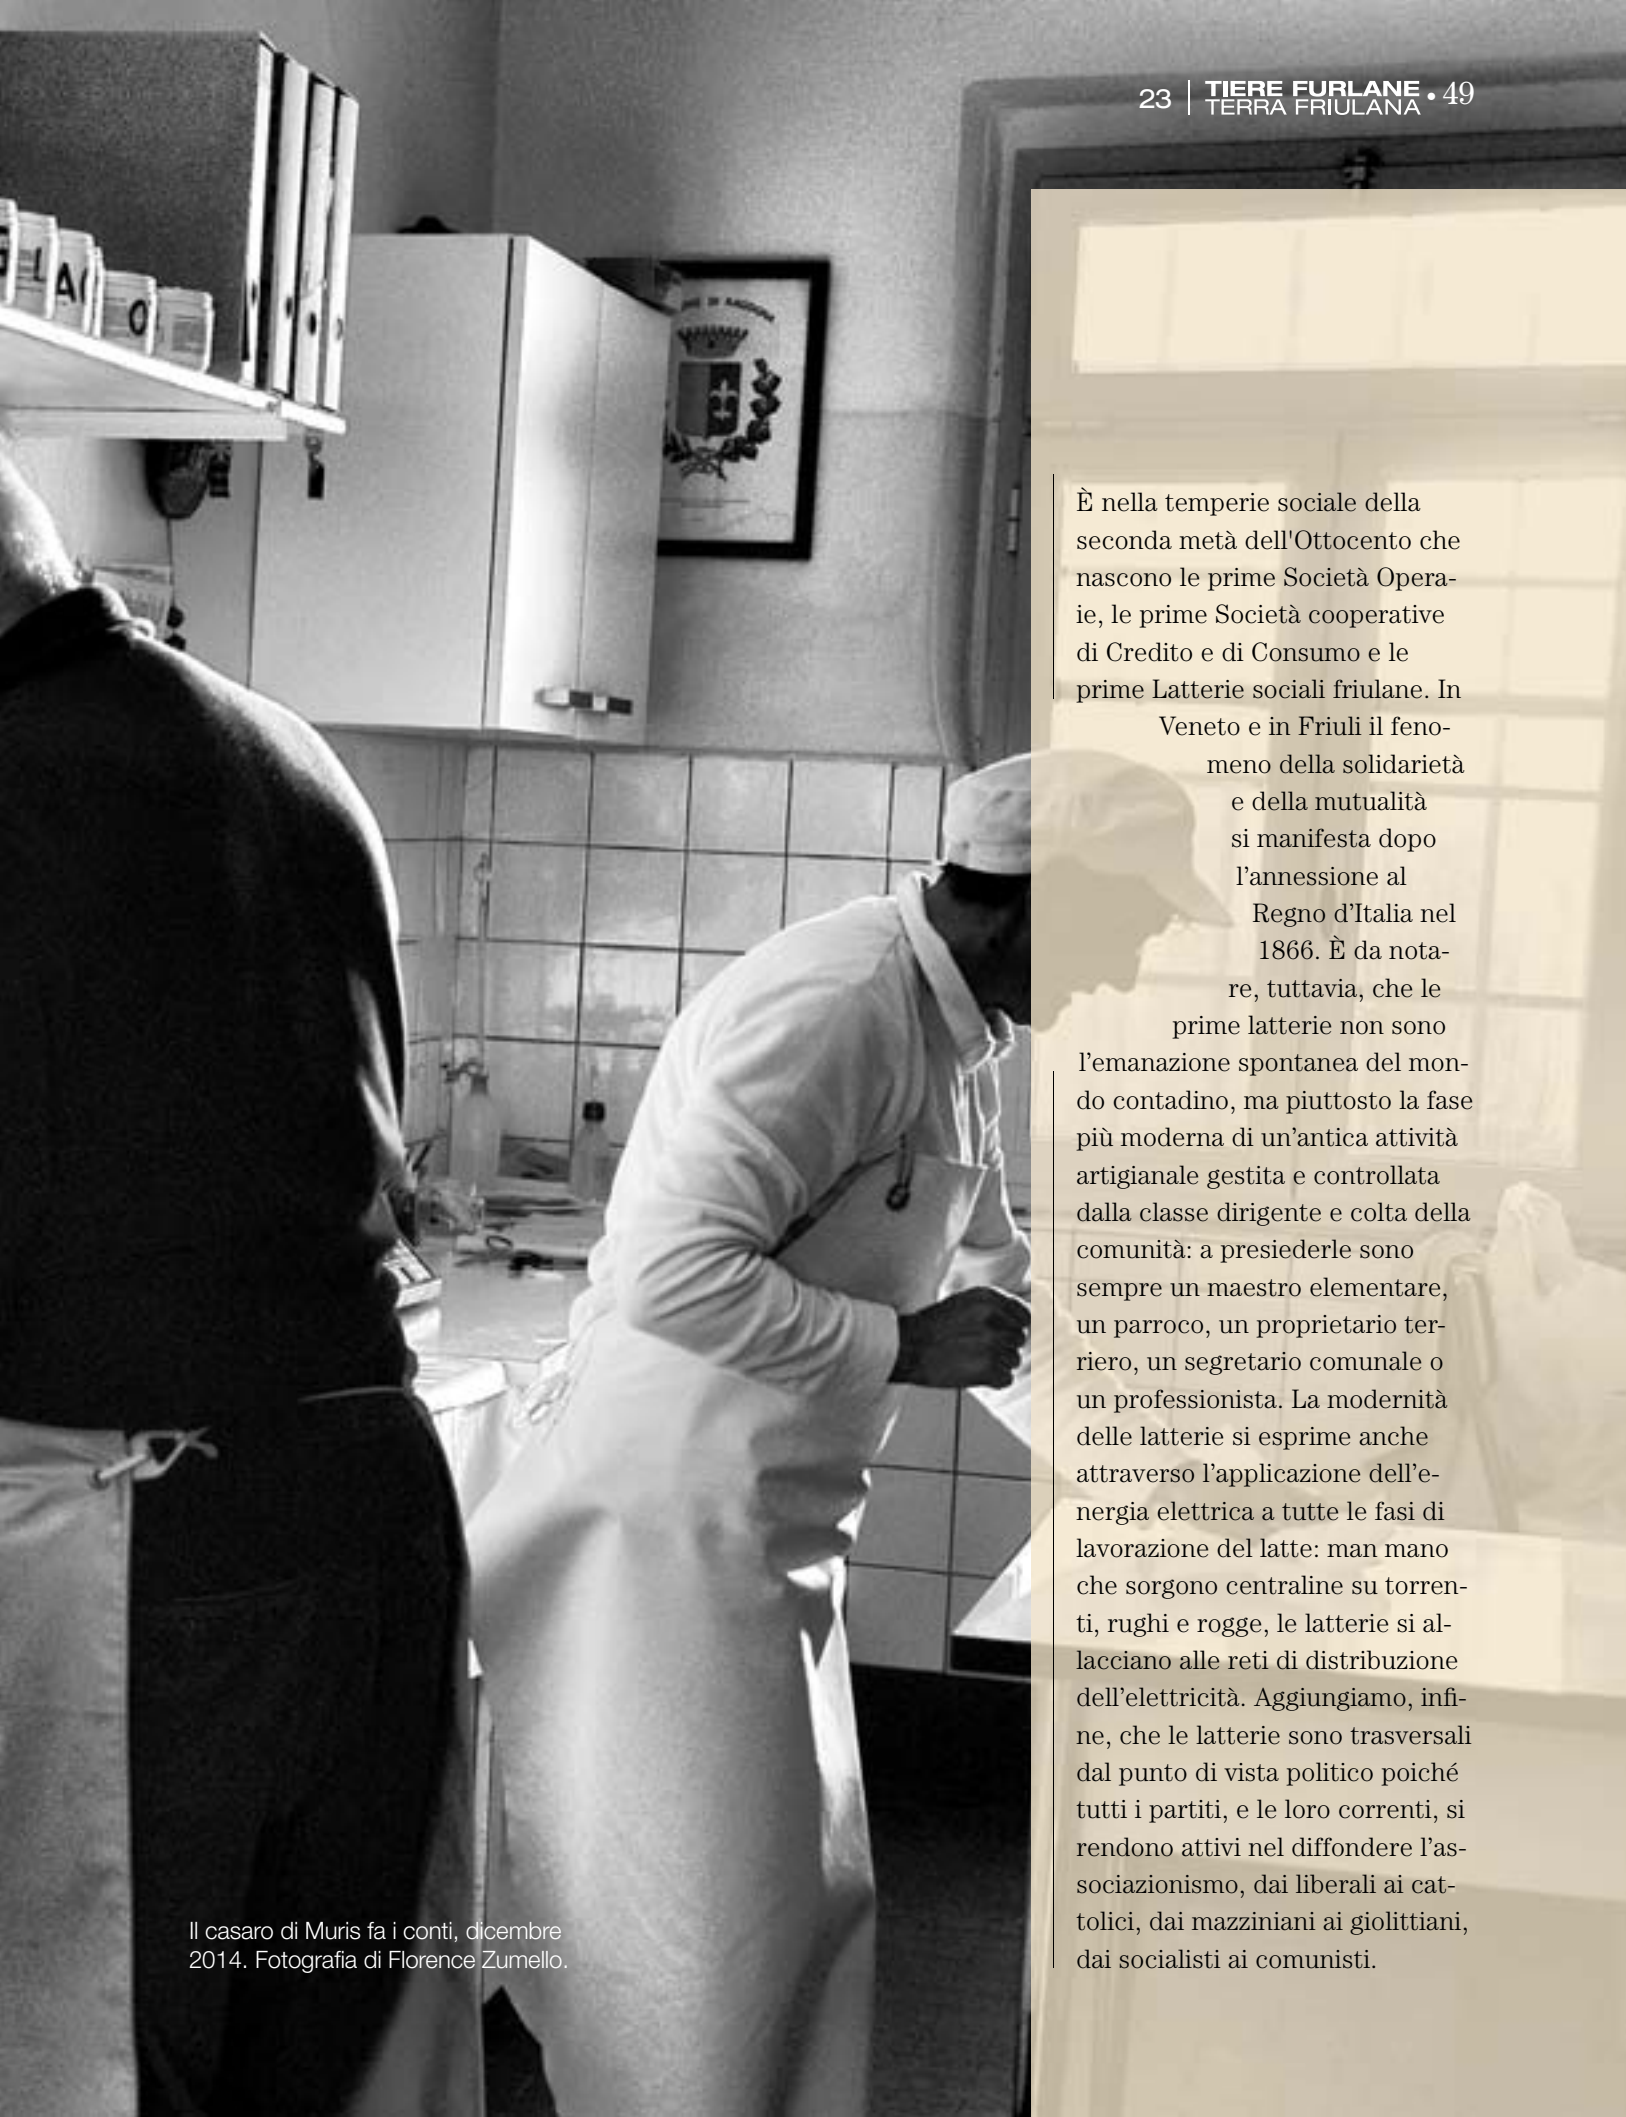 23 | TIERE FURLANE • 49
TERRA FRIULANA
LA
O
È nella temperie sociale della
seconda metà dell'Ottocento che
nascono le prime Società Opera-
ie, le prime Società cooperative
di Credito e di Consumo e le
prime Latterie sociali friulane. In
Veneto e in Friuli il feno-
meno della solidarietà
e della mutualità
si manifesta dopo
l’annessione al
Regno d’Italia nel
1866. È da nota-
re, tuttavia, che le
prime latterie non sono
l’emanazione spontanea del mon-
do contadino, ma piuttosto la fase
più moderna di un’antica attività
artigianale gestita e controllata
dalla classe dirigente e colta della
comunità: a presiederle sono
sempre un maestro elementare,
un parroco, un proprietario ter-
riero, un segretario comunale o
un professionista. La modernità
delle latterie si esprime anche
attraverso l’applicazione dell’e-
nergia elettrica a tutte le fasi di
lavorazione del latte: man mano
che sorgono centraline su torren-
ti, rughi e rogge, le latterie si al-
lacciano alle reti di distribuzione
dell’elettricità. Aggiungiamo, infi-
ne, che le latterie sono trasversali
dal punto di vista politico poiché
tutti i partiti, e le loro correnti, si
rendono attivi nel diffondere l’as-
sociazionismo, dai liberali ai cat-
tolici, dai mazziniani ai giolittiani,
dai socialisti ai comunisti.
Il casaro di Muris fa i conti, dicembre
2014. Fotografia di Florence Zumello.